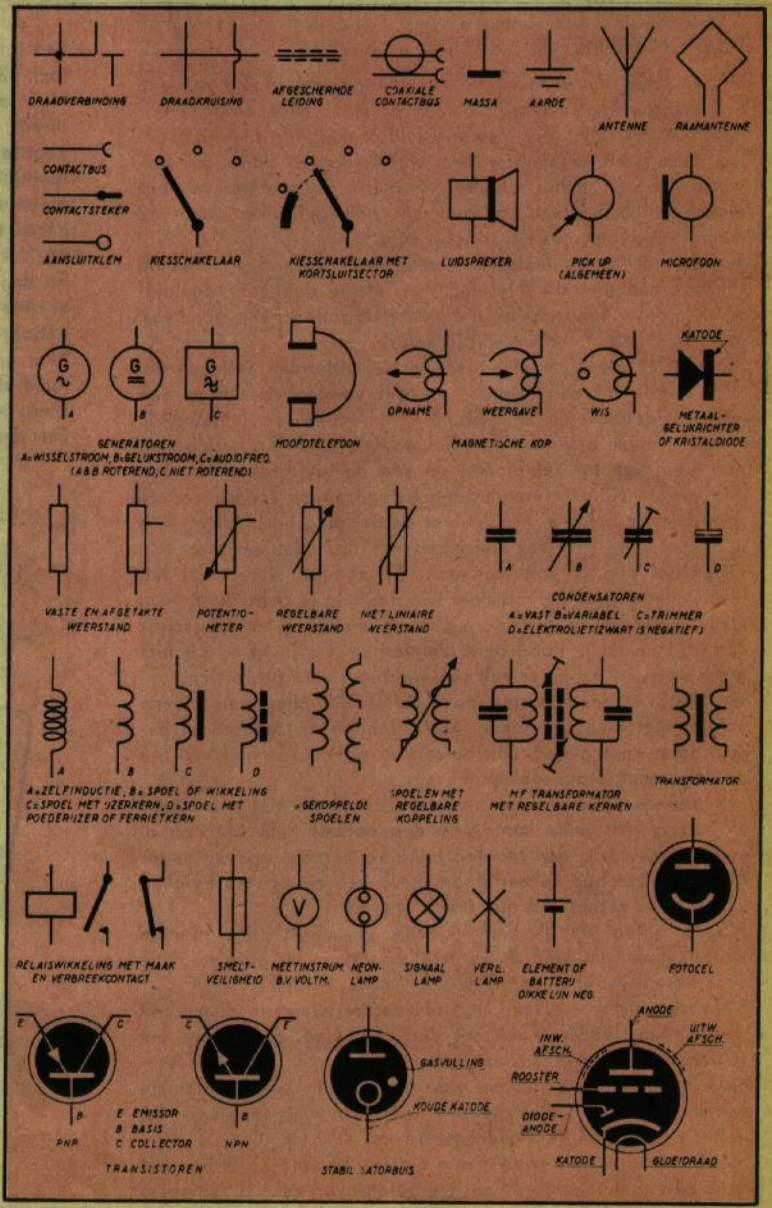 DRAADVERBINDING
DRAADKRUISING
AFGESCHERMDE
LEIDING
COAXIALE
CONTACTBUS
MASSA
AARDE
ANTENNE
RAAMANTENNE
CONTACTBUS
CONTACTSTEKER
AANSLUITKLEM
KIESSCHAKELAAR
KIESSCHAKELAAR MET
KORTSLUITSECTOR
LUIDSPREKER
PICK UP
(ALGEMEEN)
MICROFOON
G
A
G
B
G
C
GENERATOREN
A=WISSELSTROOM, B=GELIJKSTROOM, C=AUDIOFREQ.
(A&B ROTEREND, C NIET ROTEREND)
HOOFDTELEFOON
OPNAME
WEERGAVE
WIS
MAGNETISCHE KOP
KATODE
METAAL-
GELIJKRICHTER
OF KRISTALDIODE
VASTE EN AFGETAKTE
WEERSTAND
POTENTIO-
METER
REGELBARE
WEERSTAND
NIET LINIAIRE
WEERSTAND
A
B
C
D
CONDENSATOREN
A=VAST B=VARIABEL C=TRIMMER
D=ELEKTROLIET(ZWART IS NEGATIEF)
A
B
C
D
A=ZELFINDUCTIE, B= SPOEL OF WIKKELING
C=SPOEL MET IJZERKERN, D=SPOEL MET
POEDERIJZER OF FERRIETKERN
GEKOPPELDE
SPOELEN
SPOELEN MET
REGELBARE
KOPPELING
MF TRANSFORMATOR
MET REGELBARE KERNEN
TRANSFORMATOR
RELAISWIKKELING MET MAAK
EN VERBREEKCONTACT
SMELT-
VEILIGHEID
V
MEETINSTRUM.
B.V. VOLTM.
NEON-
LAMP
SIGNAAL
LAMP
VERL.
LAMP
ELEMENT OF
BATTERIJ
DIKKE LIJN NEG.
FOTOCEL
E
C
B
PNP
E EMISSOR
B BASIS
C COLLECTOR
C
E
B
NPN
TRANSISTOREN
GASVULLING
KOUDE KATODE
STABILISATORBUIS
ANODE
INW.
AFSCH.
UITW.
AFSCH.
ROOSTER
DIODE-
ANODE
KATODE
GLOEIDRAAD